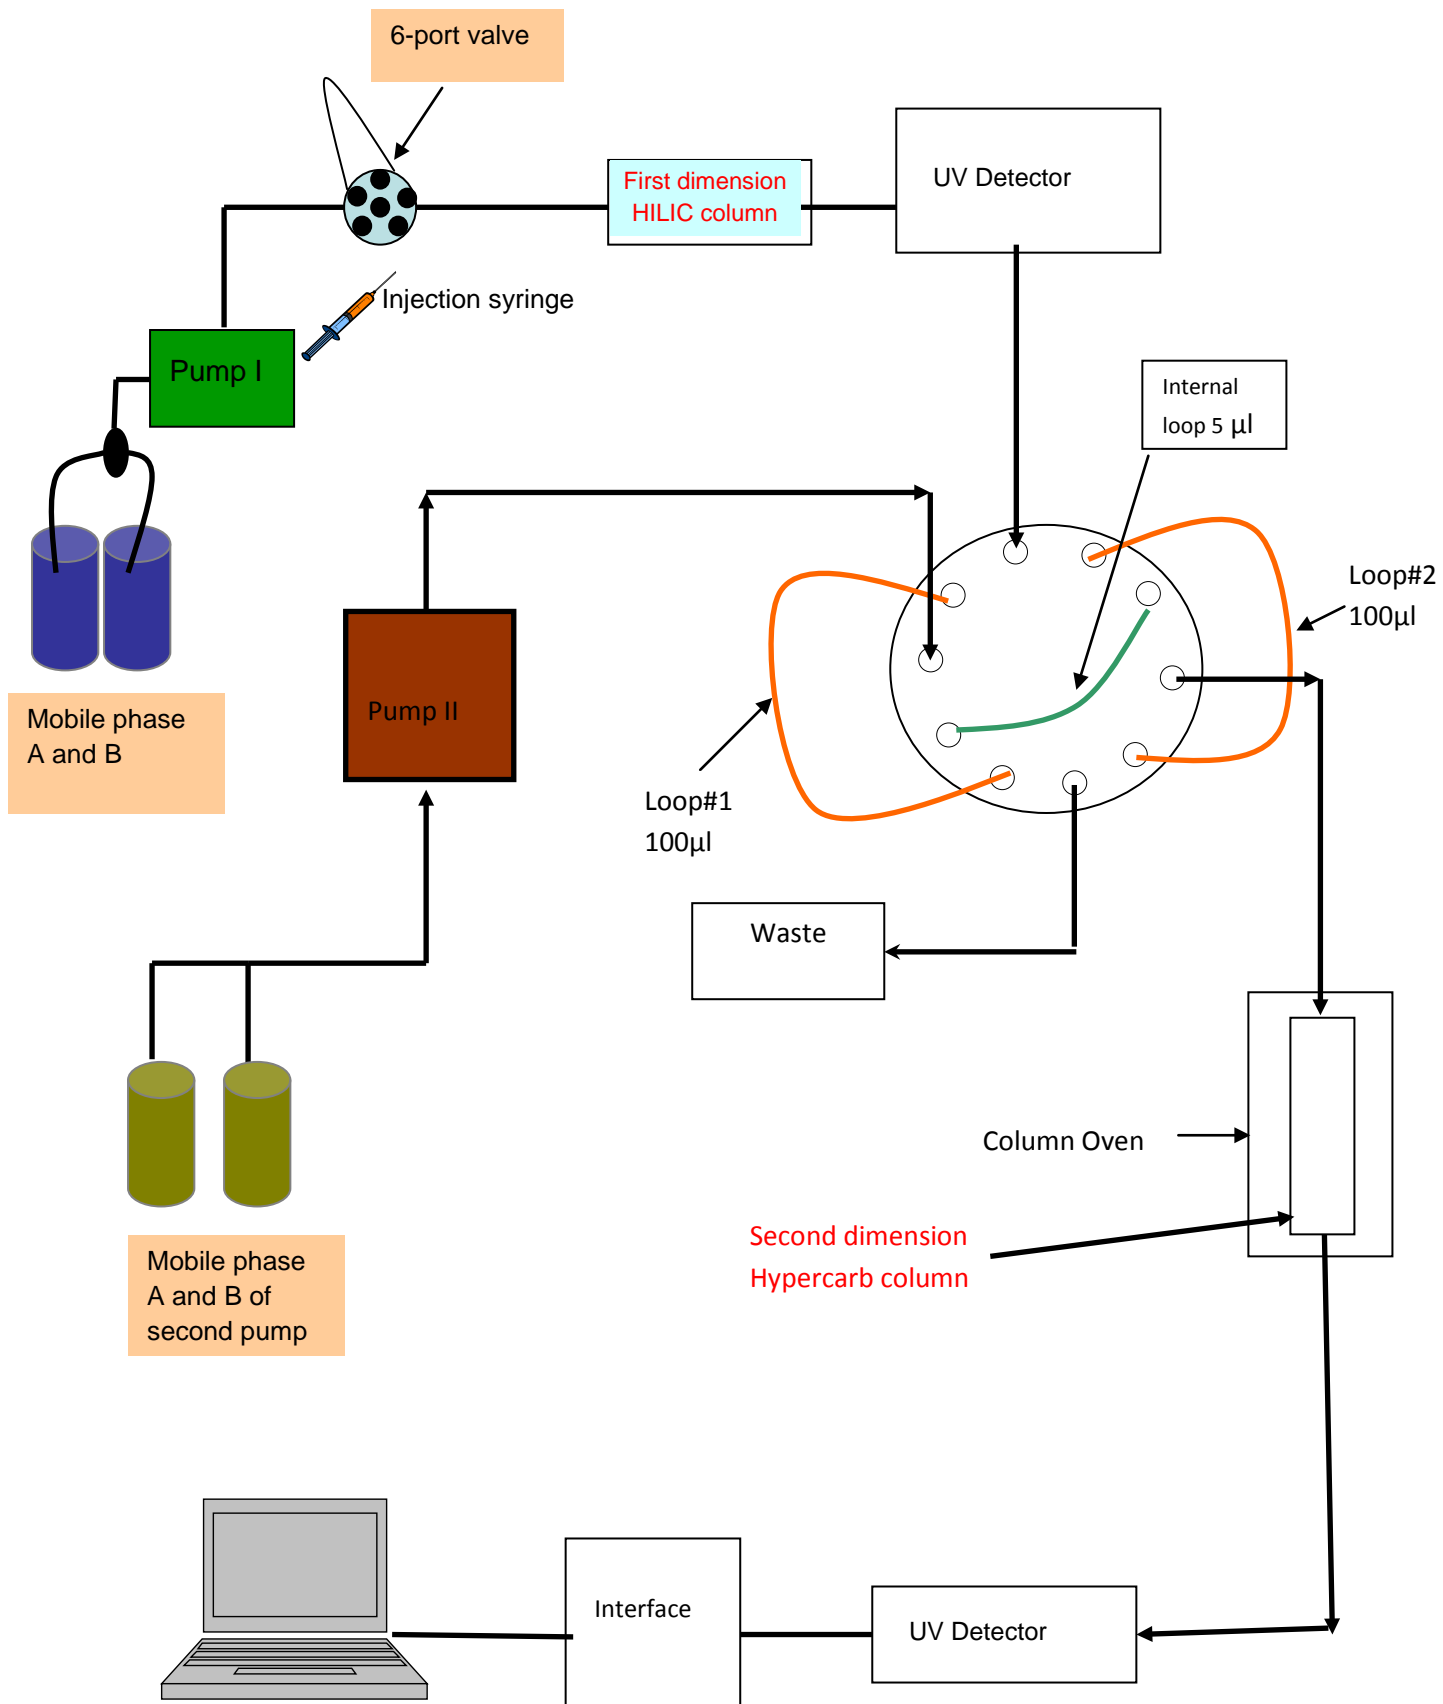 6-port valve
First dimension
HILIC column
UV Detector
Injection syringe
Pump I
Internal
loop 5 µl
Loop#2
100µl
Mobile phase
A and B
Pump II
Loop#1
100µl
Waste
Column Oven
Second dimension
Hypercarb column
Mobile phase
A and B of
second pump
Interface
UV Detector